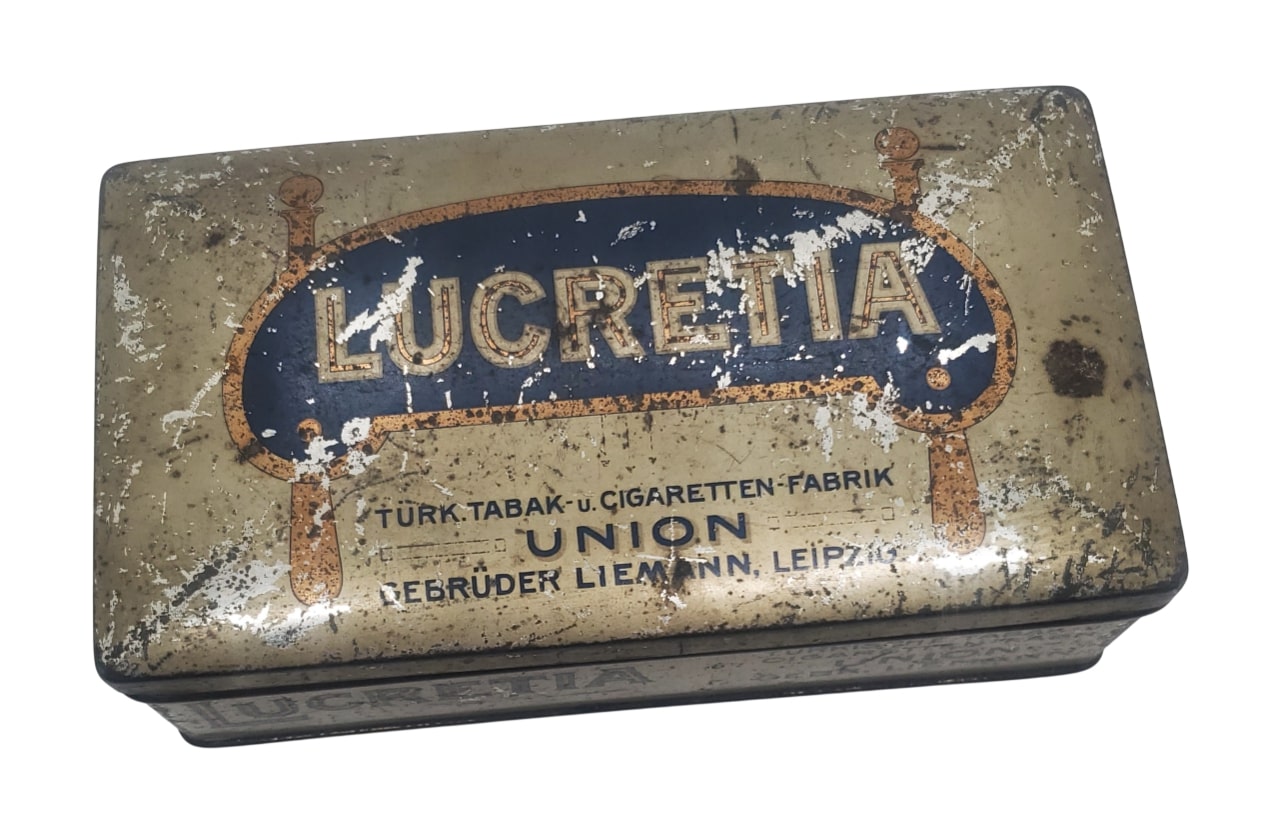 LUCRETIA
TÜRK. TABAK- u. CIGARETTEN-FABRIK
UNION
GEBRÜDER LIEMANN, LEIPZIG
LUCRETIA